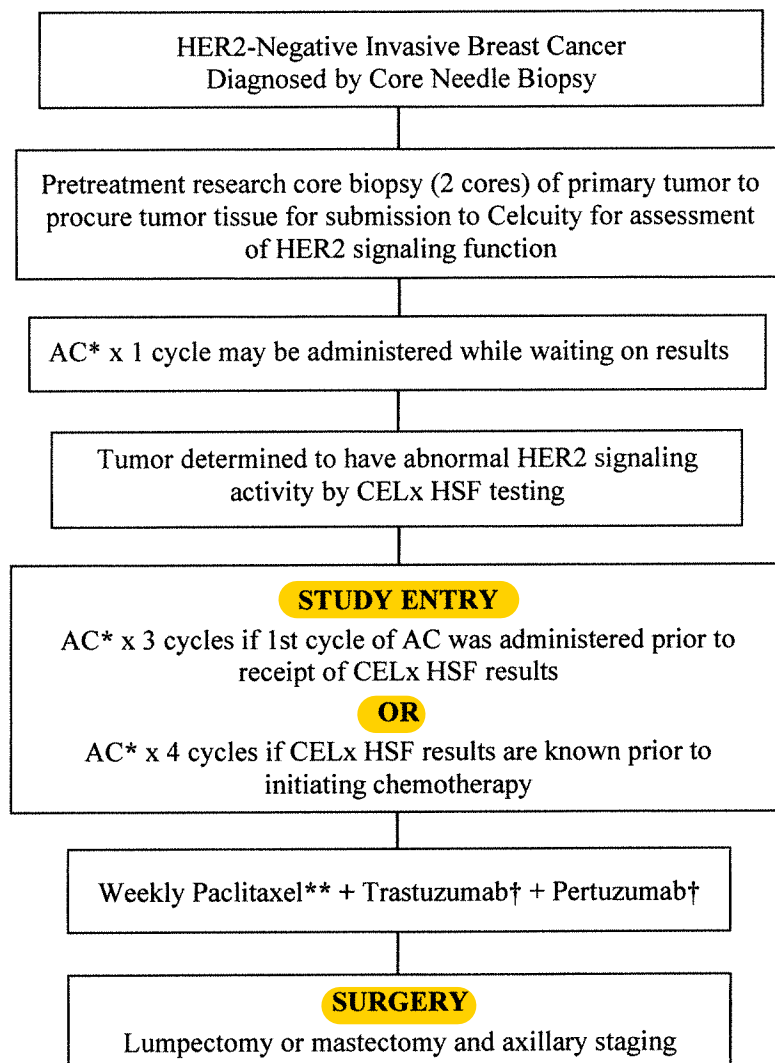 HER2-Negative Invasive Breast Cancer
Diagnosed by Core Needle Biopsy
Pretreatment research core biopsy (2 cores) of primary tumor to
procure tumor tissue for submission to Celcuity for assessment
of HER2 signaling function
AC* x 1 cycle may be administered while waiting on results
Tumor determined to have abnormal HER2 signaling
activity by CELx HSF testing
STUDY ENTRY
AC* x 3 cycles if 1st cycle of AC was administered prior to
receipt of CELx HSF results
OR
AC* x 4 cycles if CELx HSF results are known prior to
initiating chemotherapy
Weekly Paclitaxel** + Trastuzumab† + Pertuzumab†
SURGERY
Lumpectomy or mastectomy and axillary staging